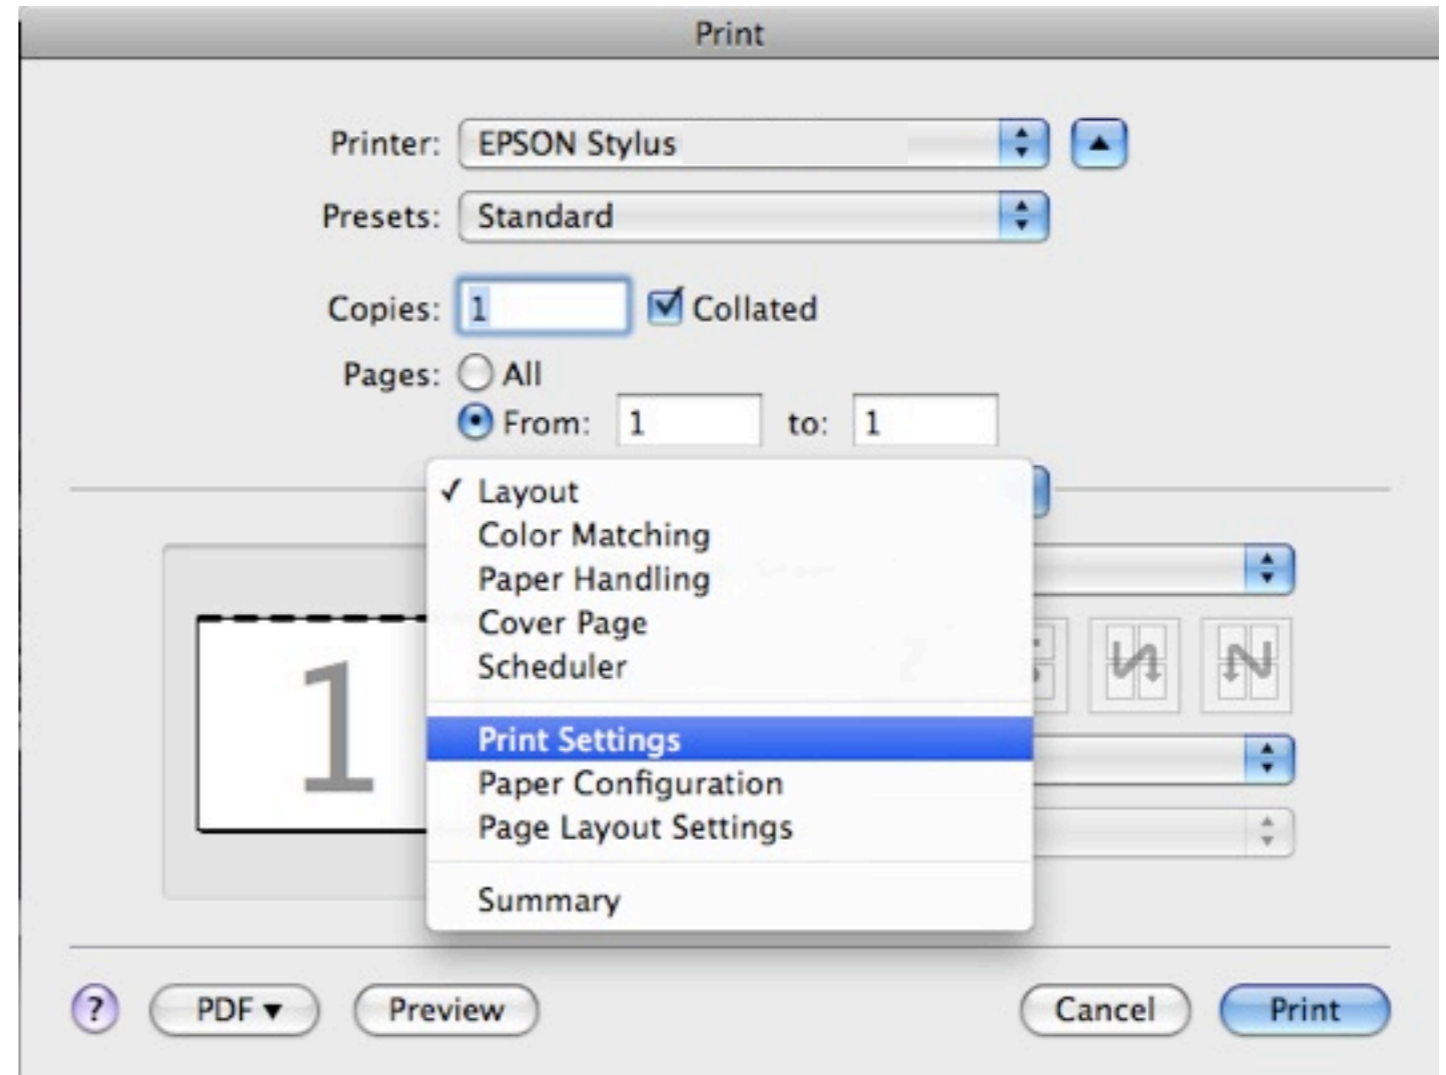 Print
Printer: EPSON Stylus
Presets: Standard
Copies: 1 Collated
Pages: All
From: 1 to: 1
✓ Layout
Color Matching
Paper Handling
Cover Page
Scheduler
Print Settings
Paper Configuration
Page Layout Settings
Summary
1
? PDF▼ Preview Cancel Print